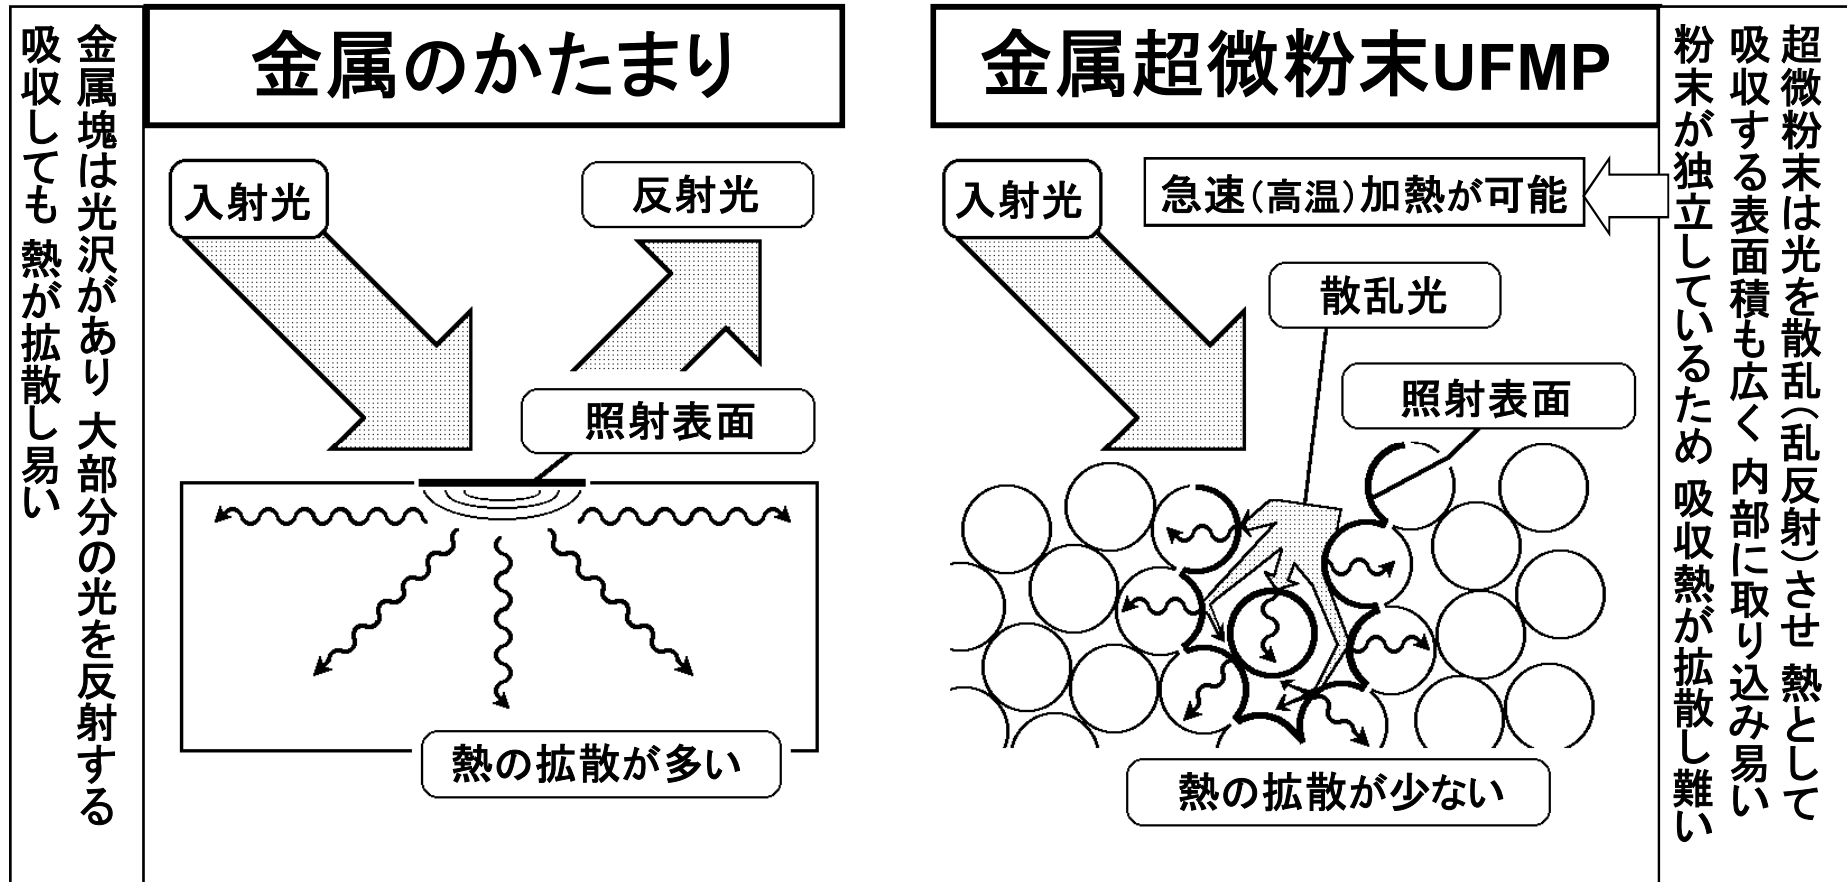 金属塊は光沢があり 大部分の光を反射する
吸収しても 熱が拡散し易い
金属のかたまり
入射光
反射光
照射表面
熱の拡散が多い
金属超微粉末UFMP
入射光
急速(高温)加熱が可能
散乱光
照射表面
熱の拡散が少ない
超微粉末は光を散乱(乱反射)させ 熱として
吸収する表面積も広く 内部に取り込み易い
粉末が独立しているため 吸収熱が拡散し難い